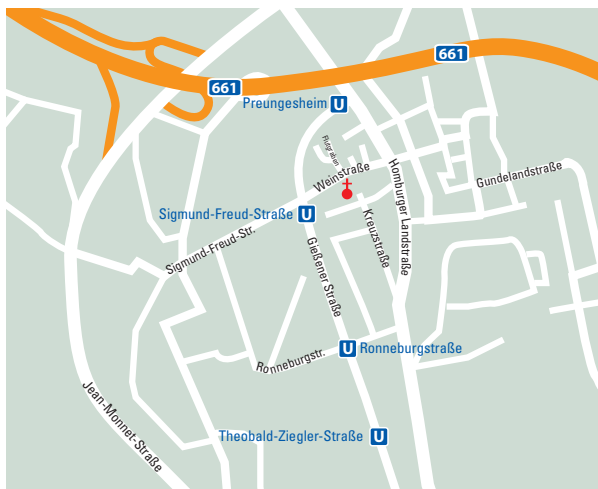 661
661
Preungesheim U
Flutgraben
Weinstraße
Homburger Landstraße
Gundelandstraße
Sigmund-Freud-Straße U
Kreuzstraße
Sigmund-Freud-Str.
Gießener Straße
Ronneburgstr.
U Ronneburgstraße
Jean-Monnet-Straße
Theobald-Ziegler-Straße U